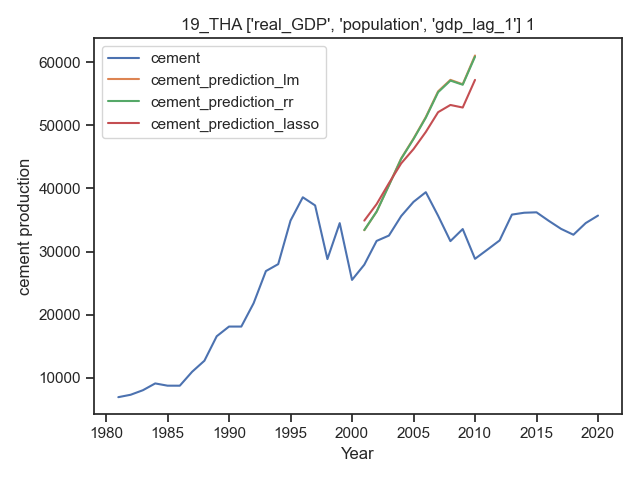 19_THA ['real_GDP', 'population', 'gdp_lag_1'] 1
cement
cement_prediction_lm
cement_prediction_rr
cement_prediction_lasso
60000
50000
40000
30000
20000
10000
cement production
1980 1985 1990 1995 2000 2005 2010 2015 2020
Year